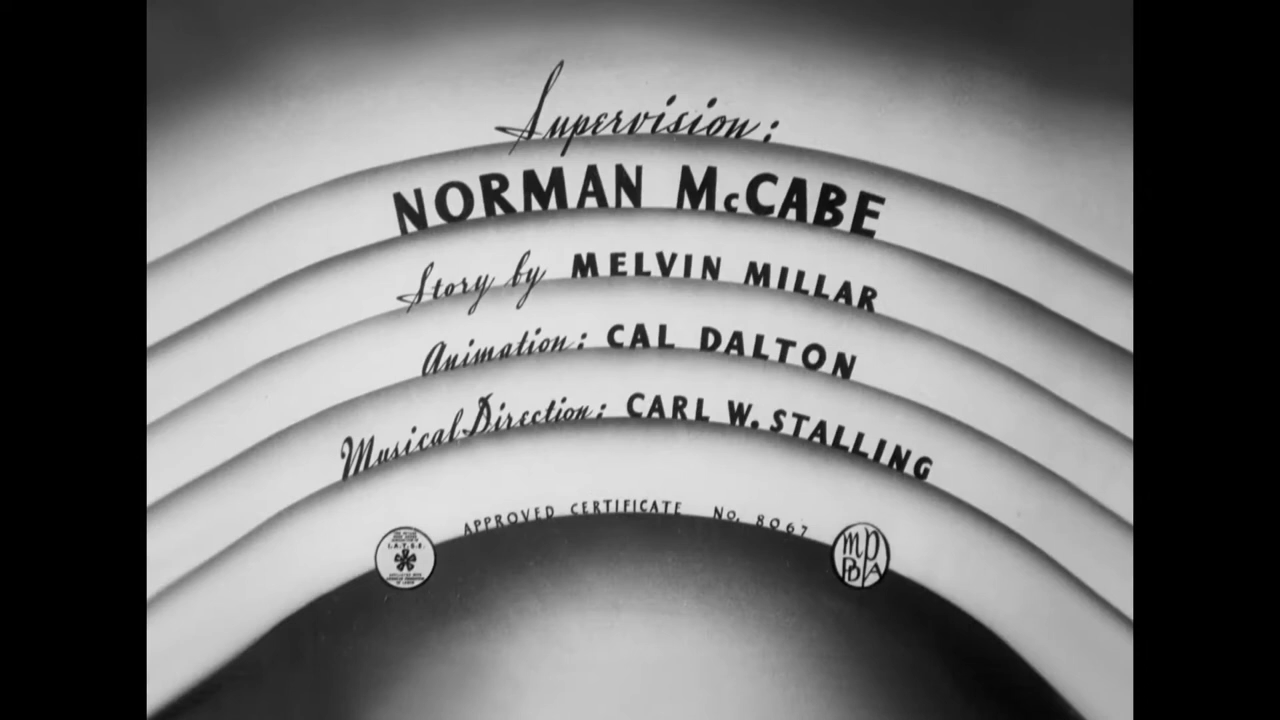 Supervision:
NORMAN McCABE
Story by MELVIN MILLAR
Animation: CAL DALTON
Musical Direction: CARL W. STALLING
APPROVED CERTIFICATE No. 8067
I.A.T.S.E.
MPPDA